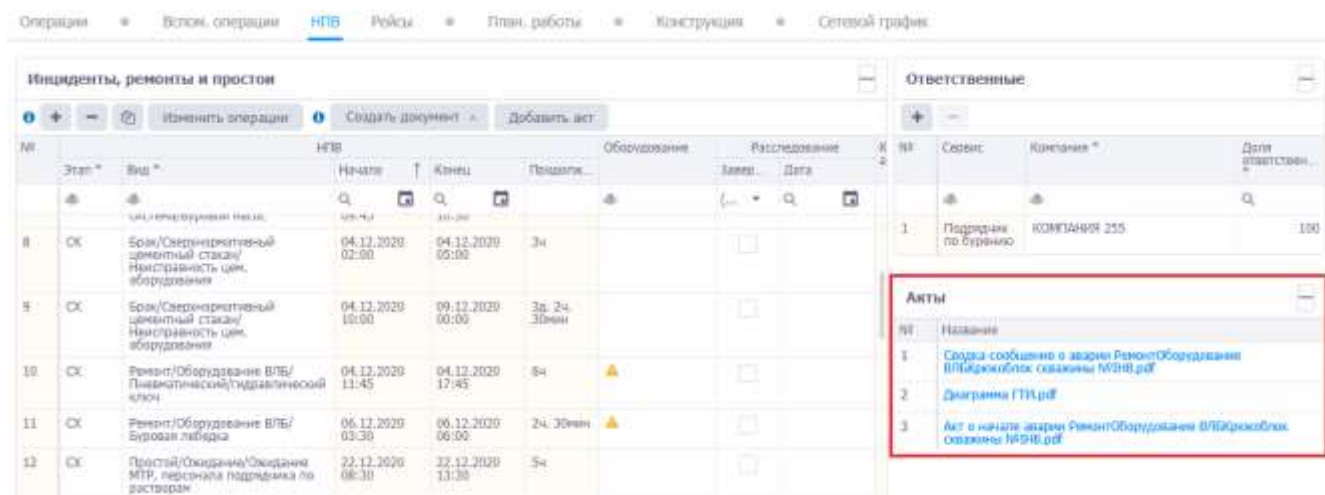 Операции Вспом. операции НПВ Рейсы План. работы Конструкция Сетевой график
Инциденты, ремонты и простои
Изменить операции Создать документ Добавить акт
№ НПВ Оборудование Расследование
Этап * Вид * Начало ↑ Конец Продолж... Завер... Дата
8 СК Брак/Сверхнормативный
цементный стакан/
Неисправность цем.
оборудования
04.12.2020
02:00
04.12.2020
05:00
3ч
9 СК Брак/Сверхнормативный
цементный стакан/
Неисправность цем.
оборудования
04.12.2020
10:00
09.12.2020
00:00
3д. 2ч.
30мин
10 СК Ремонт/Оборудование ВЛБ/
Пневматический/гидравлический
ключ
04.12.2020
11:45
04.12.2020
17:45
11 СК Ремонт/Оборудование ВЛБ/
Буровая лебедка
06.12.2020
03:30
06.12.2020
06:00
2ч. 30мин
12 СК Простой/Ожидание/Ожидание
МТР, персонала подрядчика по
растворам
22.12.2020
08:30
22.12.2020
13:30
5ч
Ответственные
№ Сервис Компания * Доля
ответствен...
*
1 Подрядчик
по бурению
КОМПАНИЯ 255 100
Акты
№ Название
1 Сводка-сообщение о аварии РемонтОборудование
ВЛБКрюкоблок скважины №9НВ.pdf
2 Диаграмма ГТИ.pdf
3 Акт о начале аварии РемонтОборудование ВЛБКрюкоблок
скважины №9НВ.pdf